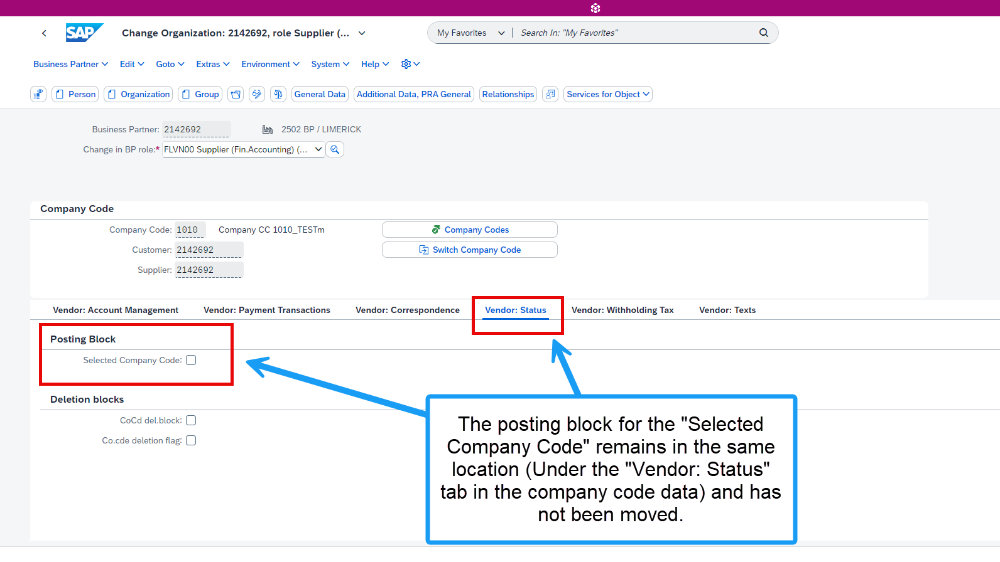 SAP Change Organization: 2142692, role Supplier (... My Favorites Search In: "My Favorites"
Business Partner Edit Goto Extras Environment System Help
Person Organization Group General Data Additional Data, PRA General Relationships Services for Object
Business Partner: 2142692 2502 BP / LIMERICK
Change in BP role:* FLVN00 Supplier (Fin.Accounting) (...
Company Code
Company Code: 1010 Company CC 1010_TESTm Company Codes
Customer: 2142692 Switch Company Code
Supplier: 2142692
Vendor: Account Management Vendor: Payment Transactions Vendor: Correspondence Vendor: Status Vendor: Withholding Tax Vendor: Texts
Posting Block
Selected Company Code:
Deletion blocks
CoCd del.block:
Co.cde deletion flag:
The posting block for the "Selected
Company Code" remains in the same
location (Under the "Vendor: Status"
tab in the company code data) and has
not been moved.